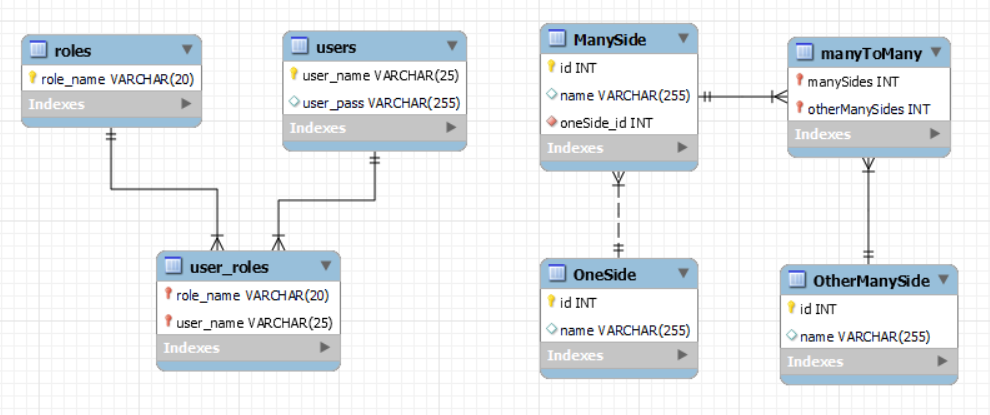 roles
role_name VARCHAR(20)
Indexes
users
user_name VARCHAR(25)
user_pass VARCHAR(255)
Indexes
user_roles
role_name VARCHAR(20)
user_name VARCHAR(25)
Indexes
ManySide
id INT
name VARCHAR(255)
oneSide_id INT
Indexes
manyToMany
manySides INT
otherManySides INT
Indexes
OneSide
id INT
name VARCHAR(255)
Indexes
OtherManySide
id INT
name VARCHAR(255)
Indexes